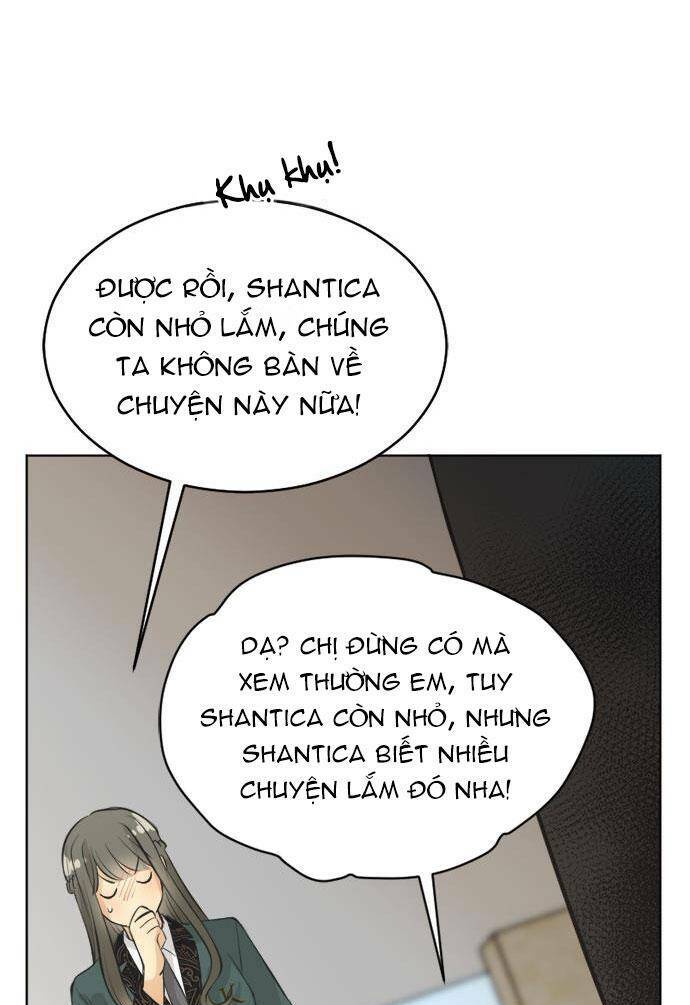 Khụ khụ!
ĐƯỢC RỒI, SHANTICA
CÒN NHỎ LẮM, CHÚNG
TA KHÔNG BÀN VỀ
CHUYỆN NÀY NỮA!
DẠ? CHỊ ĐỪNG CÓ MÀ
XEM THƯỜNG EM, TUY
SHANTICA CÒN NHỎ, NHƯNG
SHANTICA BIẾT NHIỀU
CHUYỆN LẮM ĐÓ NHA!